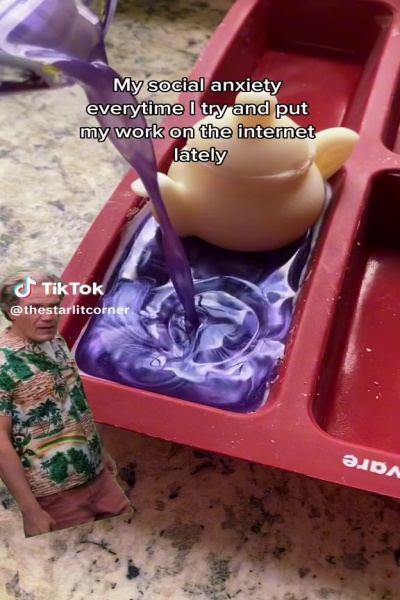 My social anxiety
everytime I try and put
my work on the internet
lately
TikTok
@thestarlitcorner
ware